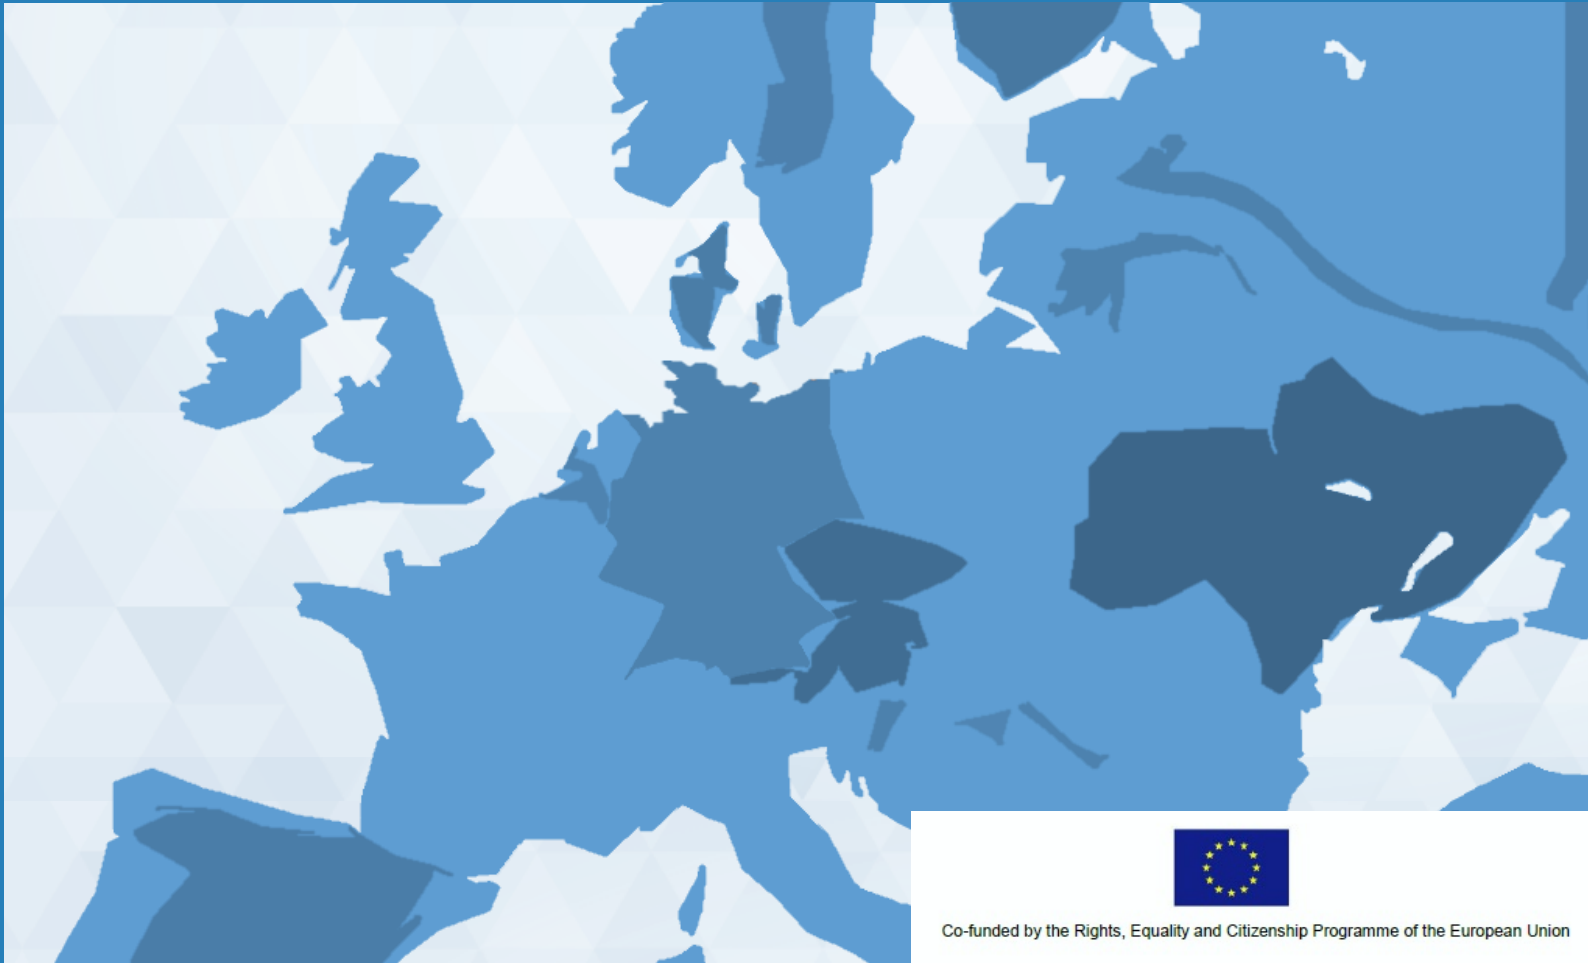 Co-funded by the Rights, Equality and Citizenship Programme of the European Union